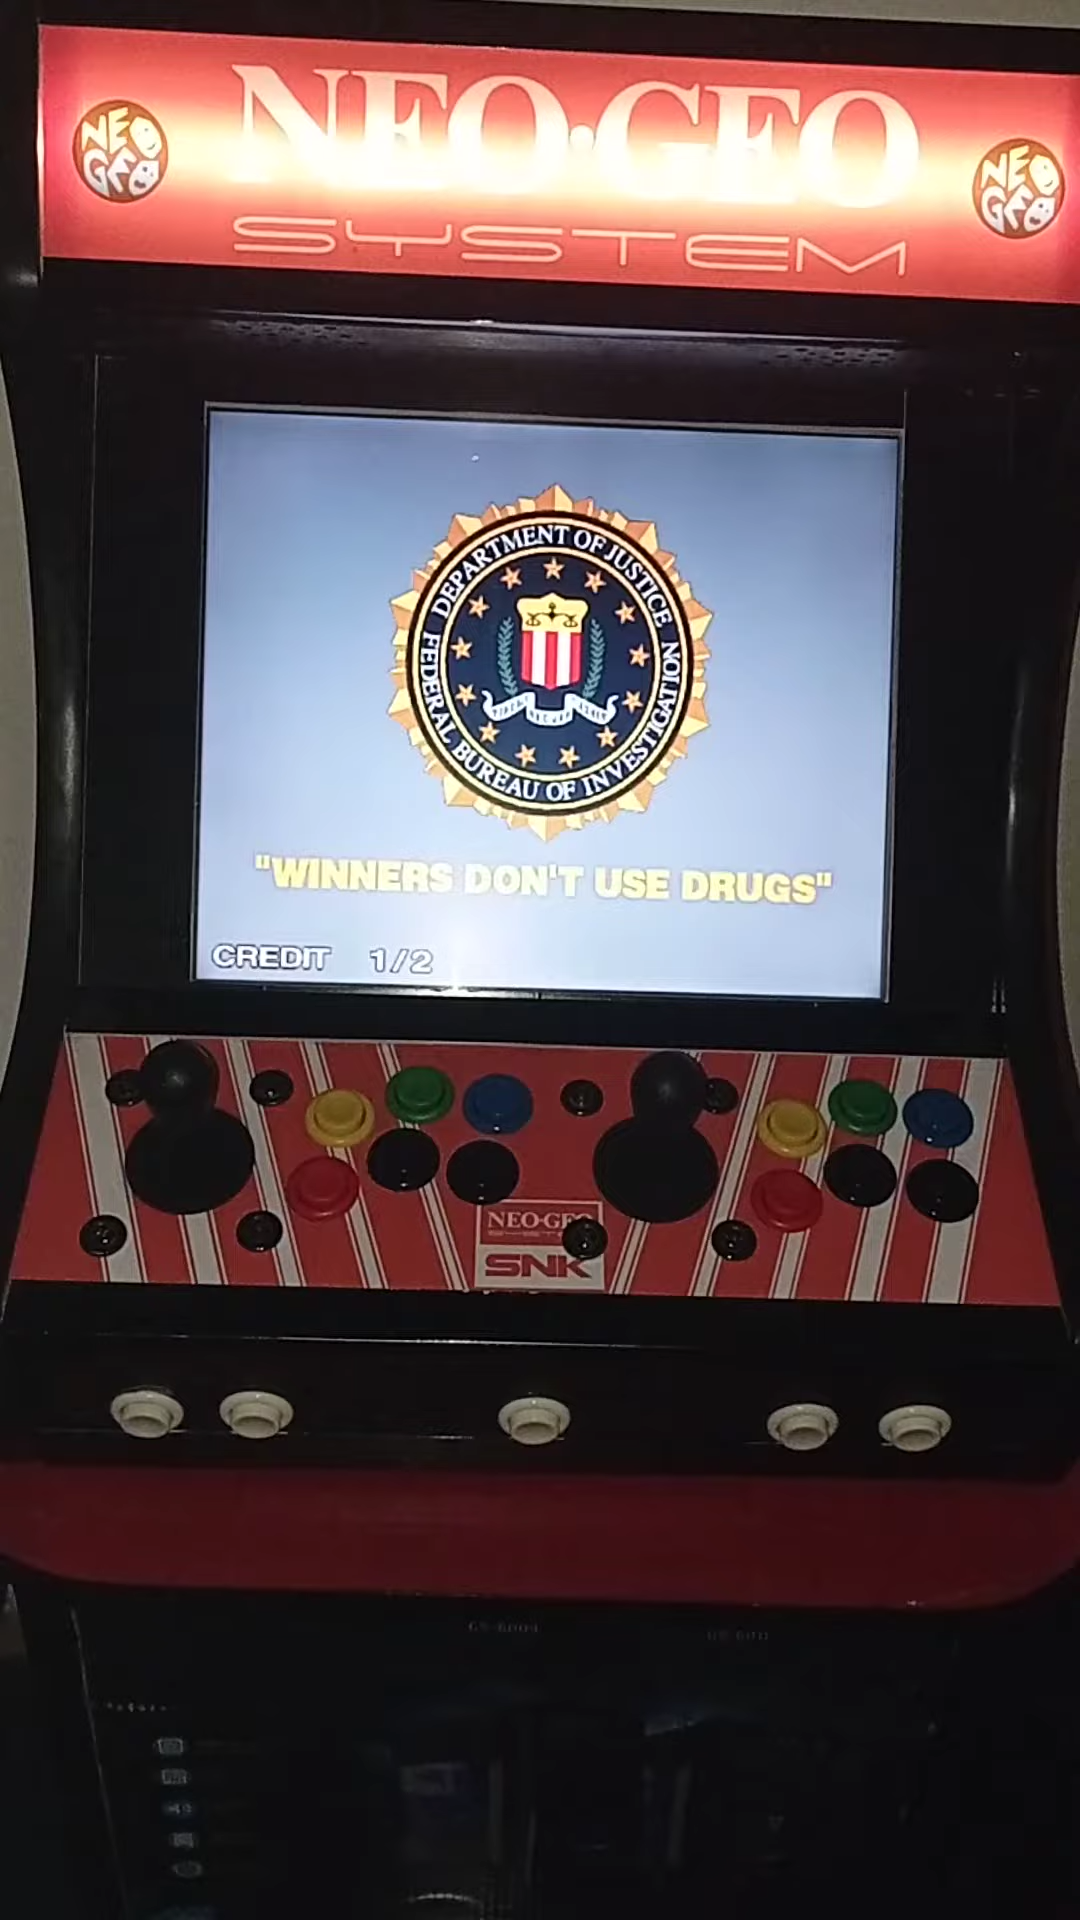 NEO·GEO
NEO
GEO
NEO
GEO
SYSTEM
DEPARTMENT OF JUSTICE
FEDERAL BUREAU OF INVESTIGATION
"WINNERS DON'T USE DRUGS"
CREDIT 1/2
NEO·GEO
SNK